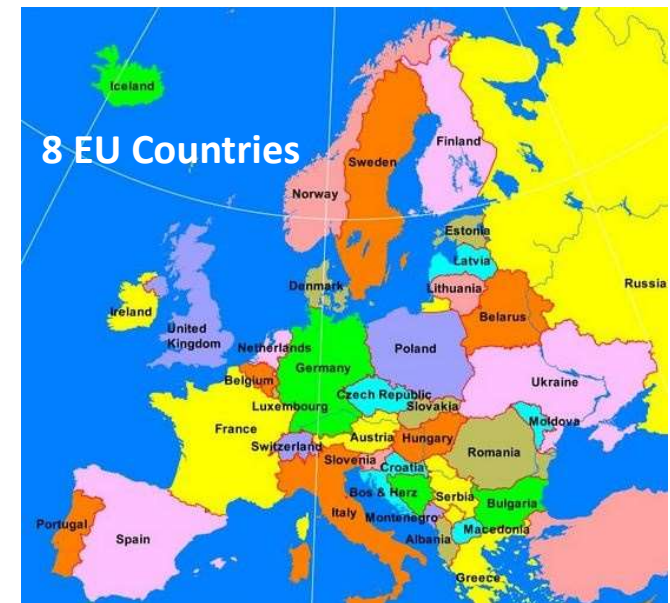 Iceland
8 EU Countries
Finland
Sweden
Norway
Estonia
Latvia
Denmark
Lithuania
Russia
Ireland
Belarus
United
Kingdom
Netherlands
Poland
Germany
Belgium
Ukraine
Czech Republic
Luxembourg
Slovakia
Moldova
France
Austria
Hungary
Switzerland
Romania
Slovenia
Croatia
Bos & Herz
Serbia
Bulgaria
Italy
Montenegro
Portugal
Macedonia
Spain
Albania
Greece